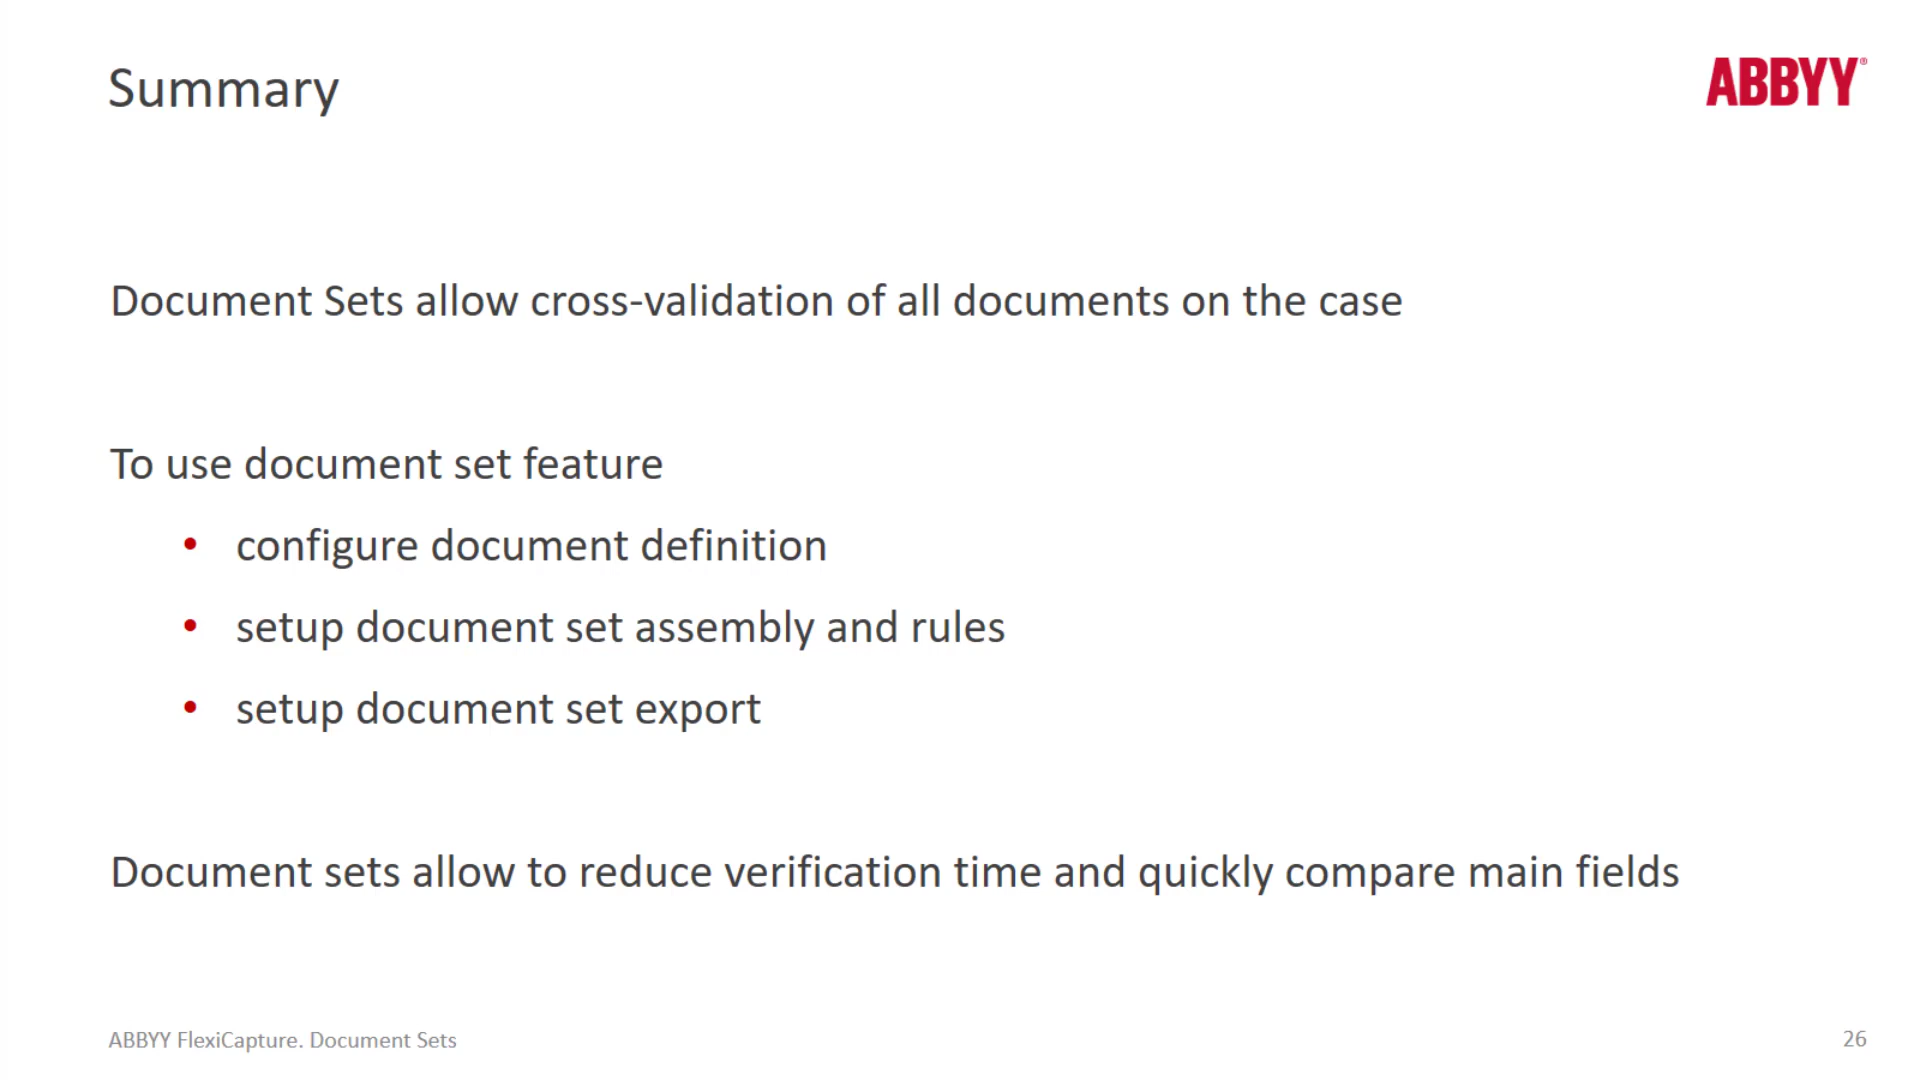 Summary
ABBYY®
Document Sets allow cross-validation of all documents on the case
To use document set feature
• configure document definition
• setup document set assembly and rules
• setup document set export
Document sets allow to reduce verification time and quickly compare main fields
ABBYY FlexiCapture. Document Sets
26